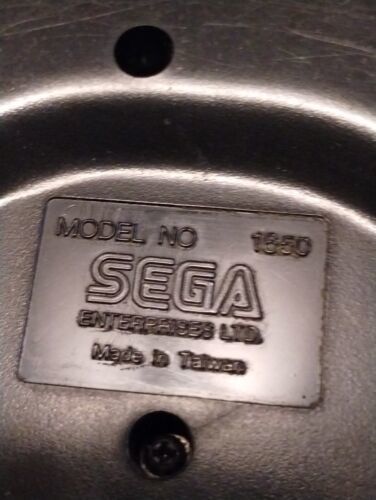 MODEL NO 1650
SEGA
ENTERPRISES LTD.
Made in Taiwan